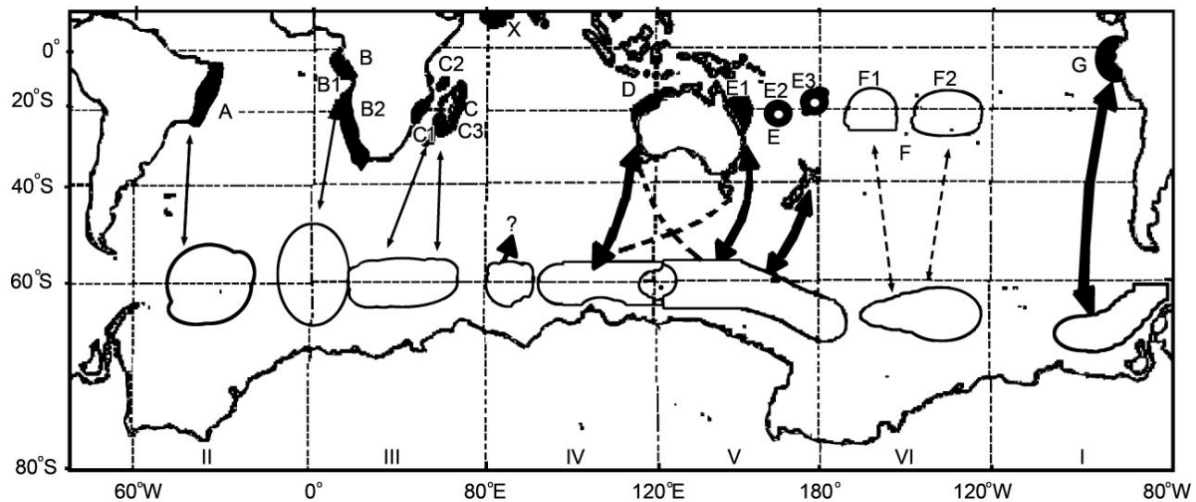 X
0° B C2 G
B1 D E1 E2 E3 F1 F2
20°S A B2 C
C1 C3 E F
40°S
?
60°S
80°S II III IV V VI I
60°W 0° 80°E 120°E 180° 120°W 80°W